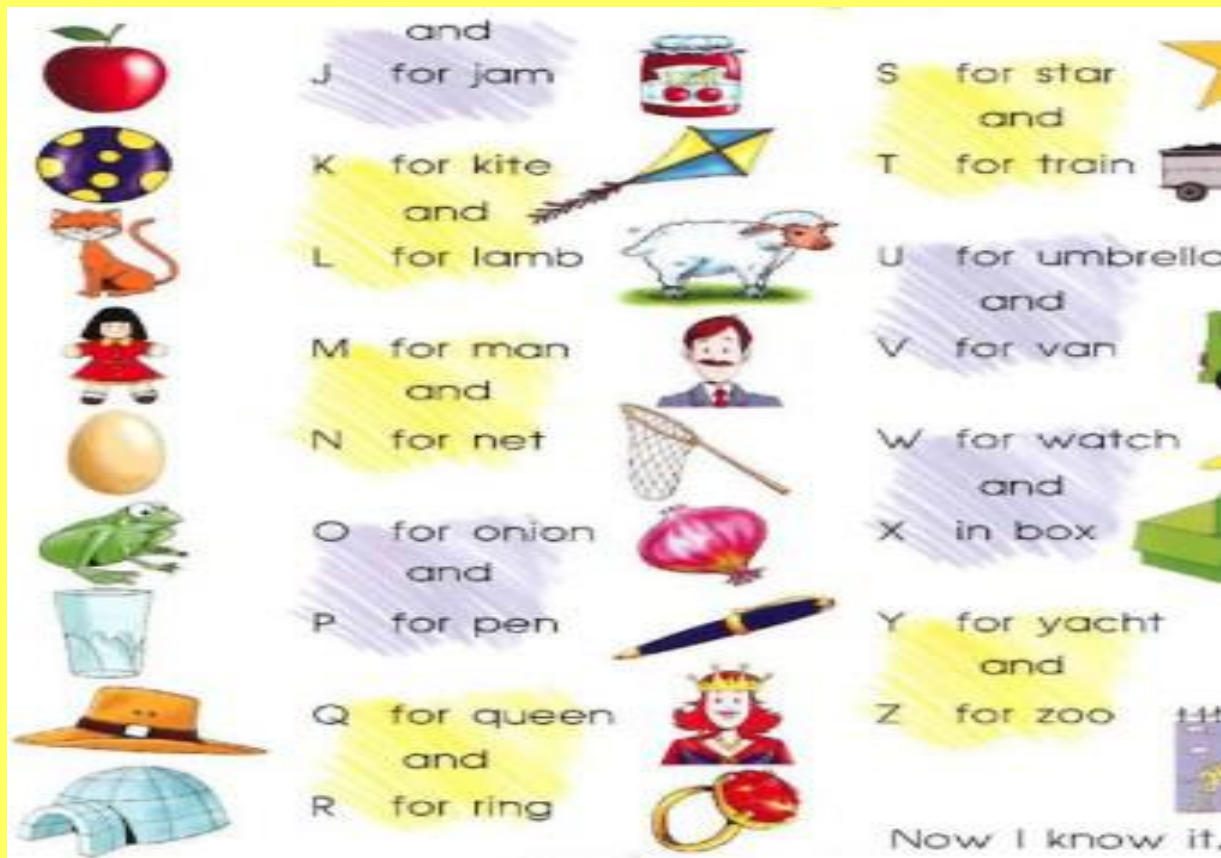 and
J for jam
K for kite
and
L for lamb
M for man
and
N for net
O for onion
and
P for pen
Q for queen
and
R for ring
S for star
and
T for train
U for umbrella
and
V for van
W for watch
and
X in box
Y for yacht
and
Z for zoo
Now I know it,